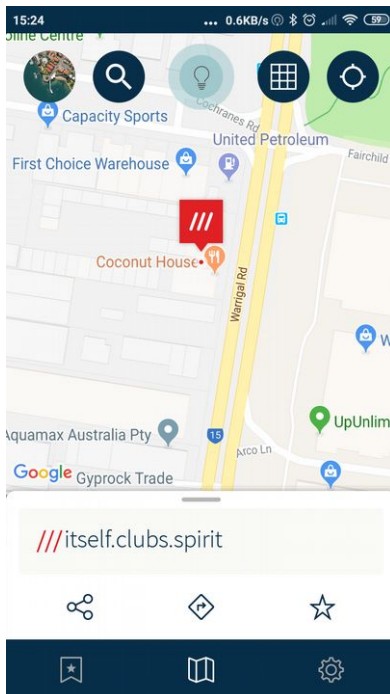 15:24 ... 0.6KB/s 59
oline Centre
Cochranes Rd
Capacity Sports
United Petroleum
Fairchild
First Choice Warehouse
///
Coconut House
Warrigal Rd
W
UpUnlim
Aquamax Australia Pty
15
Arco Ln
Google Gyprock Trade
///itself.clubs.spirit